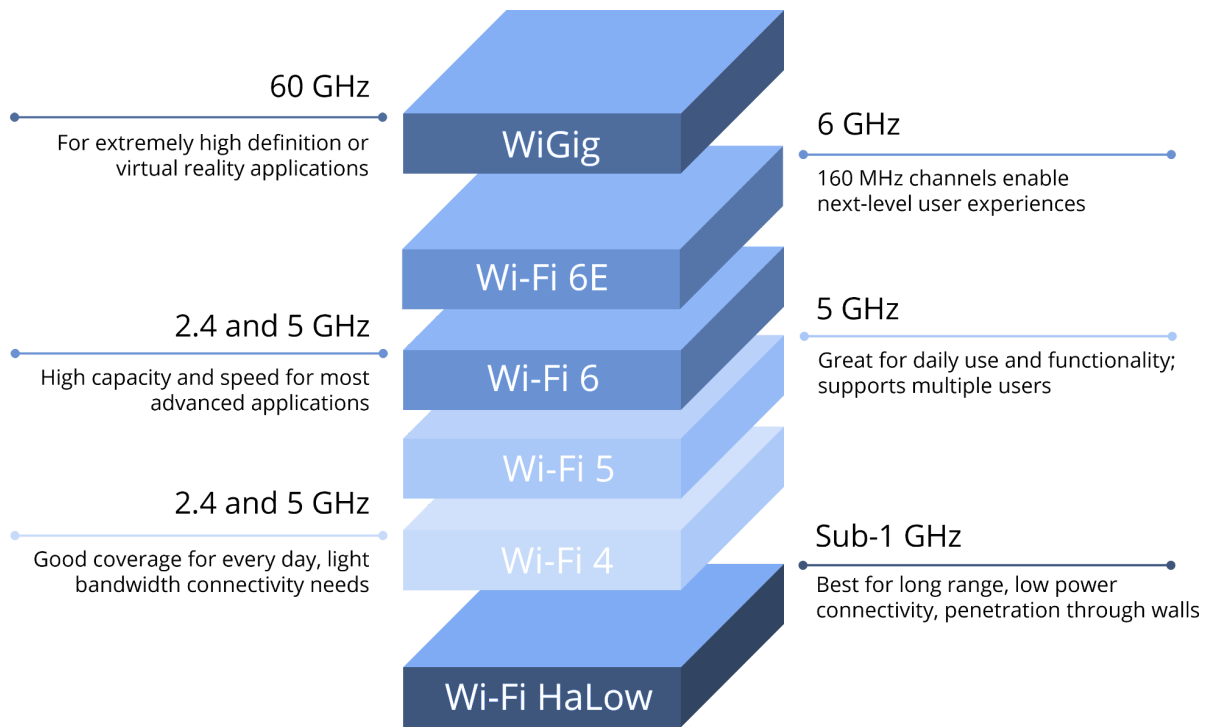 60 GHz
For extremely high definition or
virtual reality applications
WiGig
6 GHz
160 MHz channels enable
next-level user experiences
Wi-Fi 6E
2.4 and 5 GHz
High capacity and speed for most
advanced applications
Wi-Fi 6
5 GHz
Great for daily use and functionality;
supports multiple users
Wi-Fi 5
2.4 and 5 GHz
Good coverage for every day, light
bandwidth connectivity needs
Wi-Fi 4
Sub-1 GHz
Best for long range, low power
connectivity, penetration through walls
Wi-Fi HaLow